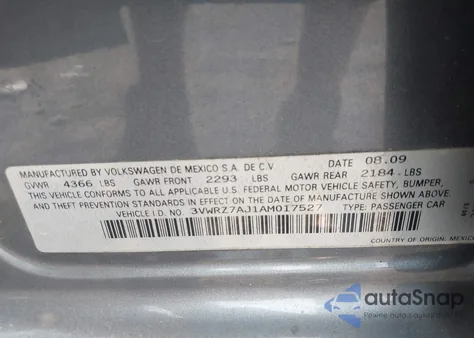 MANUFACTURED BY VOLKSWAGEN DE MEXICO S.A. DE C.V. DATE 08.09
GVWR 4366 LBS GAWR FRONT 2293 LBS GAWR REAR 2184 LBS
THIS VEHICLE CONFORMS TO ALL APPLICABLE U.S. FEDERAL MOTOR VEHICLE SAFETY, BUMPER,
AND THEFT PREVENTION STANDARDS IN EFFECT ON THE DATE OF MANUFACTURE SHOWN ABOVE.
VEHICLE I.D. NO. 3VWRZ7AJ1AM017527 TYPE: PASSENGER CAR
COUNTRY OF ORIGIN: MEXICO
autoSnap